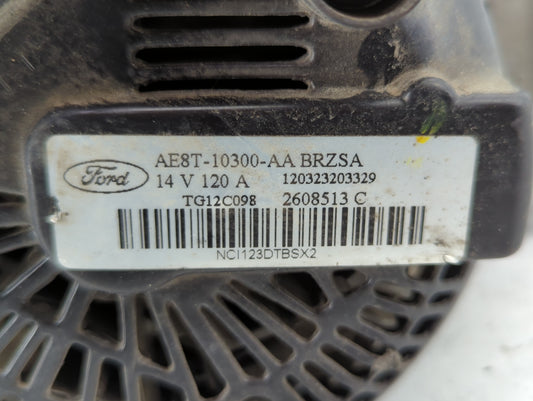 Ford
AE8T-10300-AA BRZSA
14 V 120 A 120323203329
TG12C098 2608513 C
NCI123DTBSX2